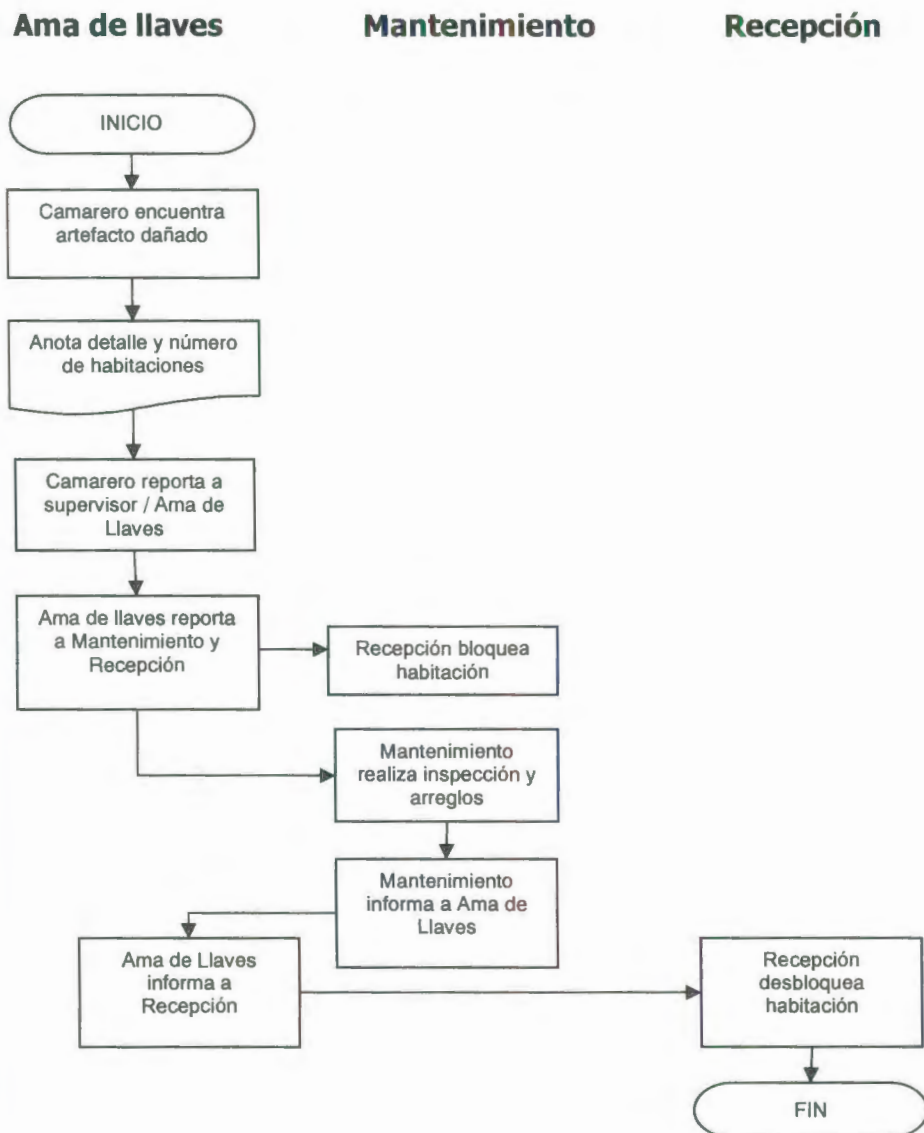 Ama de llaves
Mantenimiento
Recepción
INICIO
Camarero encuentra
artefacto dañado
Anota detalle y número
de habitaciones
Camarero reporta a
supervisor / Ama de
Llaves
Ama de llaves reporta
a Mantenimiento y
Recepción
Recepción bloquea
habitación
Mantenimiento
realiza inspección y
arreglos
Mantenimiento
informa a Ama de
Llaves
Ama de Llaves
informa a
Recepción
Recepción
desbloquea
habitación
FIN